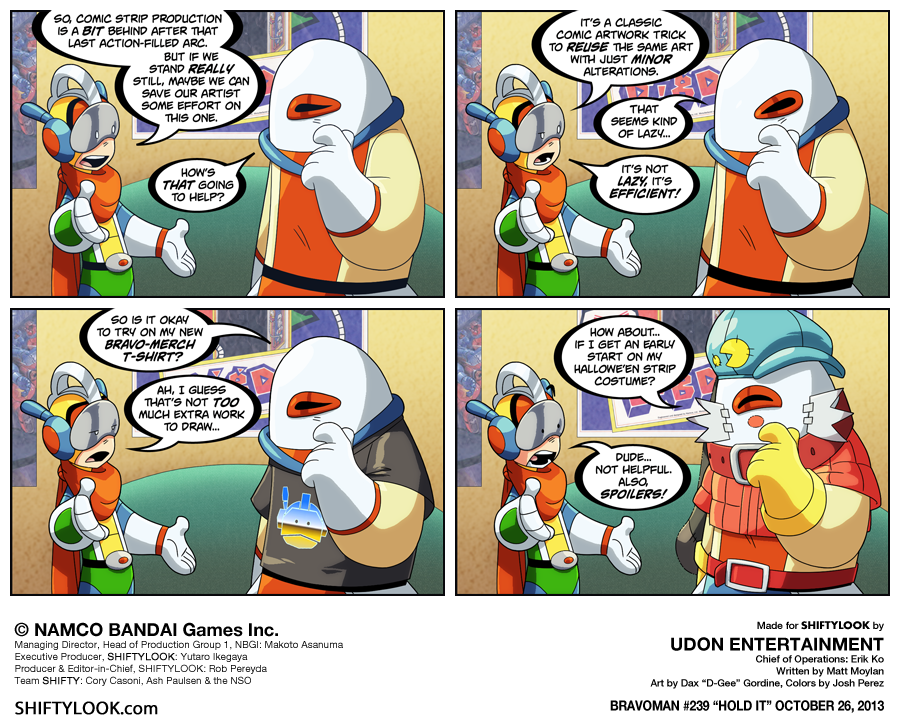 SO, COMIC STRIP PRODUCTION
IS A BIT BEHIND AFTER THAT
LAST ACTION-FILLED ARC.
BUT IF WE
STAND REALLY
STILL, MAYBE WE CAN
SAVE OUR ARTIST
SOME EFFORT ON
THIS ONE.
HOW'S
THAT GOING
TO HELP?
IT'S A CLASSIC
COMIC ARTWORK TRICK
TO REUSE THE SAME ART
WITH JUST MINOR
ALTERATIONS.
THAT
SEEMS KIND
OF LAZY...
IT'S NOT
LAZY, IT'S
EFFICIENT!
SO IS IT OKAY
TO TRY ON MY NEW
BRAVO-MERCH
T-SHIRT?
AH, I GUESS
THAT'S NOT TOO
MUCH EXTRA WORK
TO DRAW...
HOW ABOUT...
IF I GET AN EARLY
START ON MY
HALLOWE'EN STRIP
COSTUME?
DUDE...
NOT HELPFUL.
ALSO,
SPOILERS!
© NAMCO BANDAI Games Inc.
Managing Director, Head of Production Group 1, NBGI: Makoto Asanuma
Executive Producer, SHIFTYLOOK: Yutaro Ikegaya
Producer & Editor-in-Chief, SHIFTYLOOK: Rob Pereyda
Team SHIFTY: Cory Casoni, Ash Paulsen & the NSO
SHIFTYLOOK.com
Made for SHIFTYLOOK by
UDON ENTERTAINMENT
Chief of Operations: Erik Ko
Written by Matt Moylan
Art by Dax “D-Gee” Gordine, Colors by Josh Perez
BRAVOMAN #239 “HOLD IT” OCTOBER 26, 2013